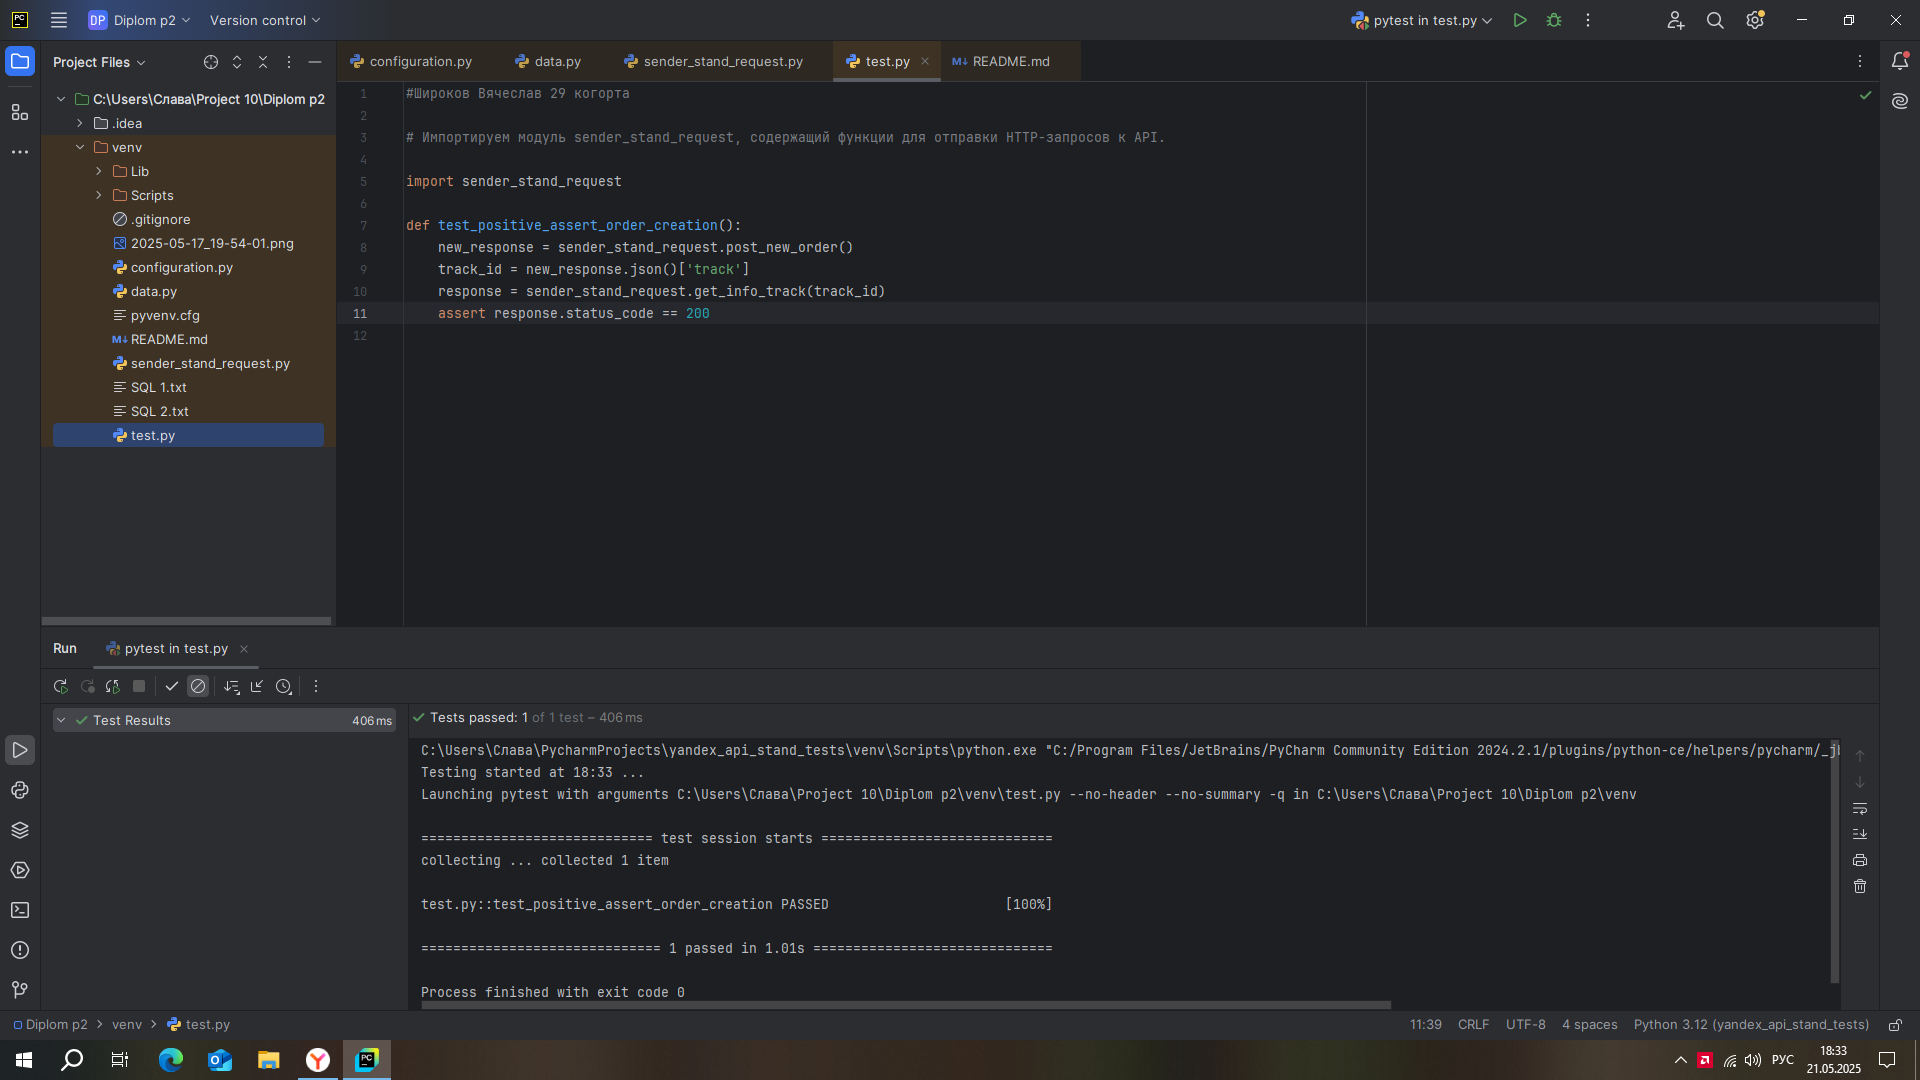 PC
DP Diplom p2
Version control
pytest in test.py
Project Files
configuration.py
data.py
sender_stand_request.py
test.py
M↓ README.md
C:\Users\Слава\Project 10\Diplom p2
.idea
venv
Lib
Scripts
.gitignore
2025-05-17_19-54-01.png
configuration.py
data.py
pyvenv.cfg
M↓ README.md
sender_stand_request.py
SQL 1.txt
SQL 2.txt
test.py
1 #Широков Вячеслав 29 когорта
2
3 # Импортируем модуль sender_stand_request, содержащий функции для отправки HTTP-запросов к API.
4
5 import sender_stand_request
6
7 def test_positive_assert_order_creation():
8 new_response = sender_stand_request.post_new_order()
9 track_id = new_response.json()['track']
10 response = sender_stand_request.get_info_track(track_id)
11 assert response.status_code == 200
12
Run
pytest in test.py
Test Results 406 ms
Tests passed: 1 of 1 test – 406 ms
C:\Users\Слава\PycharmProjects\yandex_api_stand_tests\venv\Scripts\python.exe "C:/Program Files/JetBrains/PyCharm Community Edition 2024.2.1/plugins/python-ce/helpers/pycharm/_jb
Testing started at 18:33 ...
Launching pytest with arguments C:\Users\Слава\Project 10\Diplom p2\venv\test.py --no-header --no-summary -q in C:\Users\Слава\Project 10\Diplom p2\venv
============================= test session starts =============================
collecting ... collected 1 item
test.py::test_positive_assert_order_creation PASSED [100%]
============================== 1 passed in 1.01s ==============================
Process finished with exit code 0
Diplom p2 > venv > test.py
11:39 CRLF UTF-8 4 spaces Python 3.12 (yandex_api_stand_tests)
РУС
18:33
21.05.2025